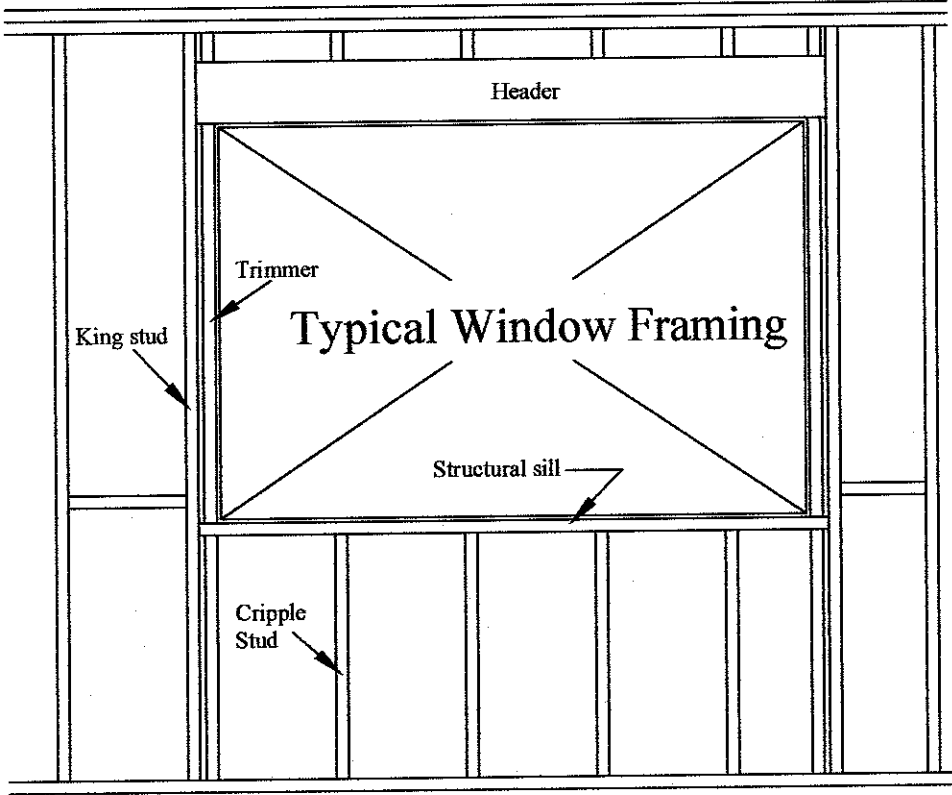 Header
Trimmer
Typical Window Framing
King stud
Structural sill
Cripple
Stud